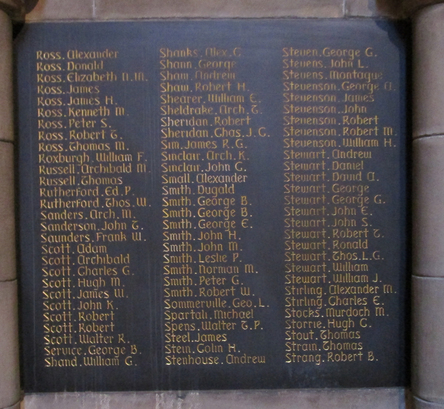 Ross, Alexander
Ross, Donald
Ross, Elizabeth N.M.
Ross, James
Ross, James H.
Ross, Kenneth M.
Ross, Peter S.
Ross, Robert T.
Ross, Thomas M.
Roxburgh, William F.
Russell, Archibald M.
Russell, Thomas
Rutherford, Ed. P.
Rutherford, Thos. W.
Sanders, Arch. M.
Sanderson, John T.
Saunders, Frank W.
Scott, Adam
Scott, Archibald
Scott, Charles G.
Scott, Hugh M.
Scott, James W.
Scott, John K.
Scott, Robert
Scott, Robert
Scott, Walter R.
Service, George B.
Shand, William G.
Shanks, Alex. C.
Shann, George
Shaw, Andrew
Shaw, Robert H.
Shearer, William E.
Sheldrake, Arch. T.
Sheridan, Robert
Sheridan, Chas. J. G.
Sim, James R. G.
Sinclair, Arch. K.
Sinclair, John G.
Small, Alexander
Smith, Dugald
Smith, George B.
Smith, George B.
Smith, George E.
Smith, John H.
Smith, John M.
Smith, Leslie P.
Smith, Norman M.
Smith, Peter G.
Smith, Robert W.
Sommerville, Geo. L.
Spartali, Michael
Spens, Walter T. P.
Steel, James
Stein, Colin H.
Stenhouse, Andrew
Steven, George G.
Stevens, John L.
Stevens, Montague
Stevenson, George A.
Stevenson, James
Stevenson, John
Stevenson, Robert
Stevenson, Robert M.
Stevenson, William H.
Stewart, Andrew
Stewart, Daniel
Stewart, David A.
Stewart, George
Stewart, George G.
Stewart, John E.
Stewart, John S.
Stewart, Robert T.
Stewart, Ronald
Stewart, Thos. L. G.
Stewart, William
Stewart, William J.
Stirling, Alexander M.
Stirling, Charles E.
Stocks, Murdoch M.
Storrie, Hugh C.
Stout, Thomas
Strain, Thomas
Strang, Robert B.